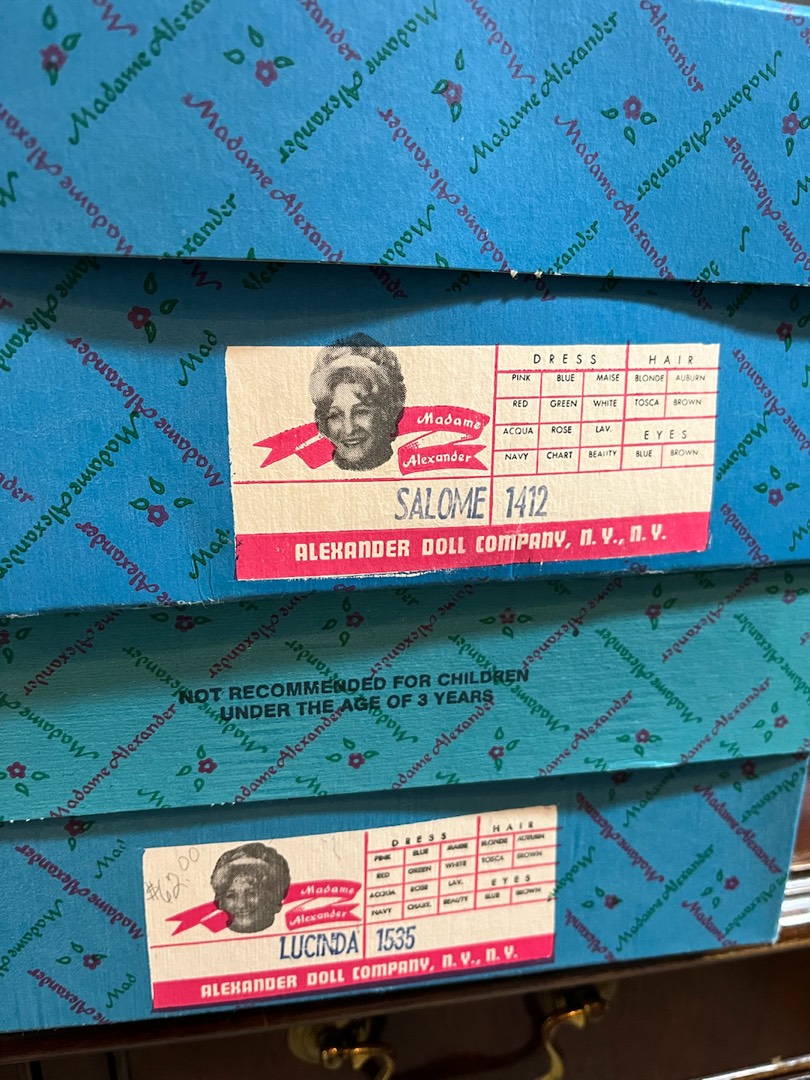 Madame Alexander
DRESS HAIR
PINK BLUE MAISE BLONDE AUBURN
RED GREEN WHITE TOSCA BROWN
ACQUA ROSE LAV. EYES
NAVY CHART BEAUTY BLUE BROWN
Madame
Alexander
SALOME 1412
ALEXANDER DOLL COMPANY, N. Y., N. Y.
NOT RECOMMENDED FOR CHILDREN
UNDER THE AGE OF 3 YEARS
Madame Alexander
$62.00
DRESS HAIR
PINK BLUE MAISE BLONDE AUBURN
RED GREEN WHITE TOSCA BROWN
ACQUA ROSE LAV. EYES
NAVY CHART. BEAUTY BLUE BROWN
Madame
Alexander
LUCINDA 1535
ALEXANDER DOLL COMPANY, N. Y., N. Y.